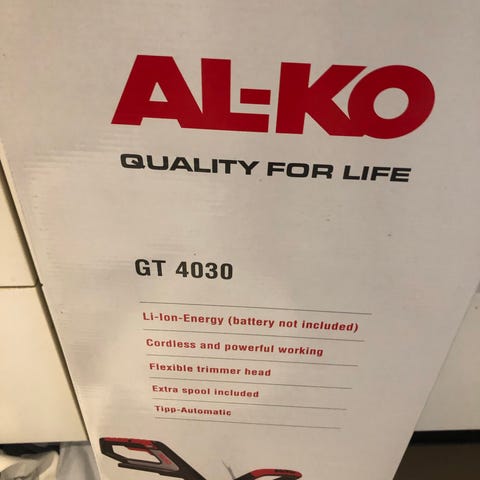 AL-KO
QUALITY FOR LIFE
GT 4030
Li-Ion-Energy (battery not included)
Cordless and powerful working
Flexible trimmer head
Extra spool included
Tipp-Automatic